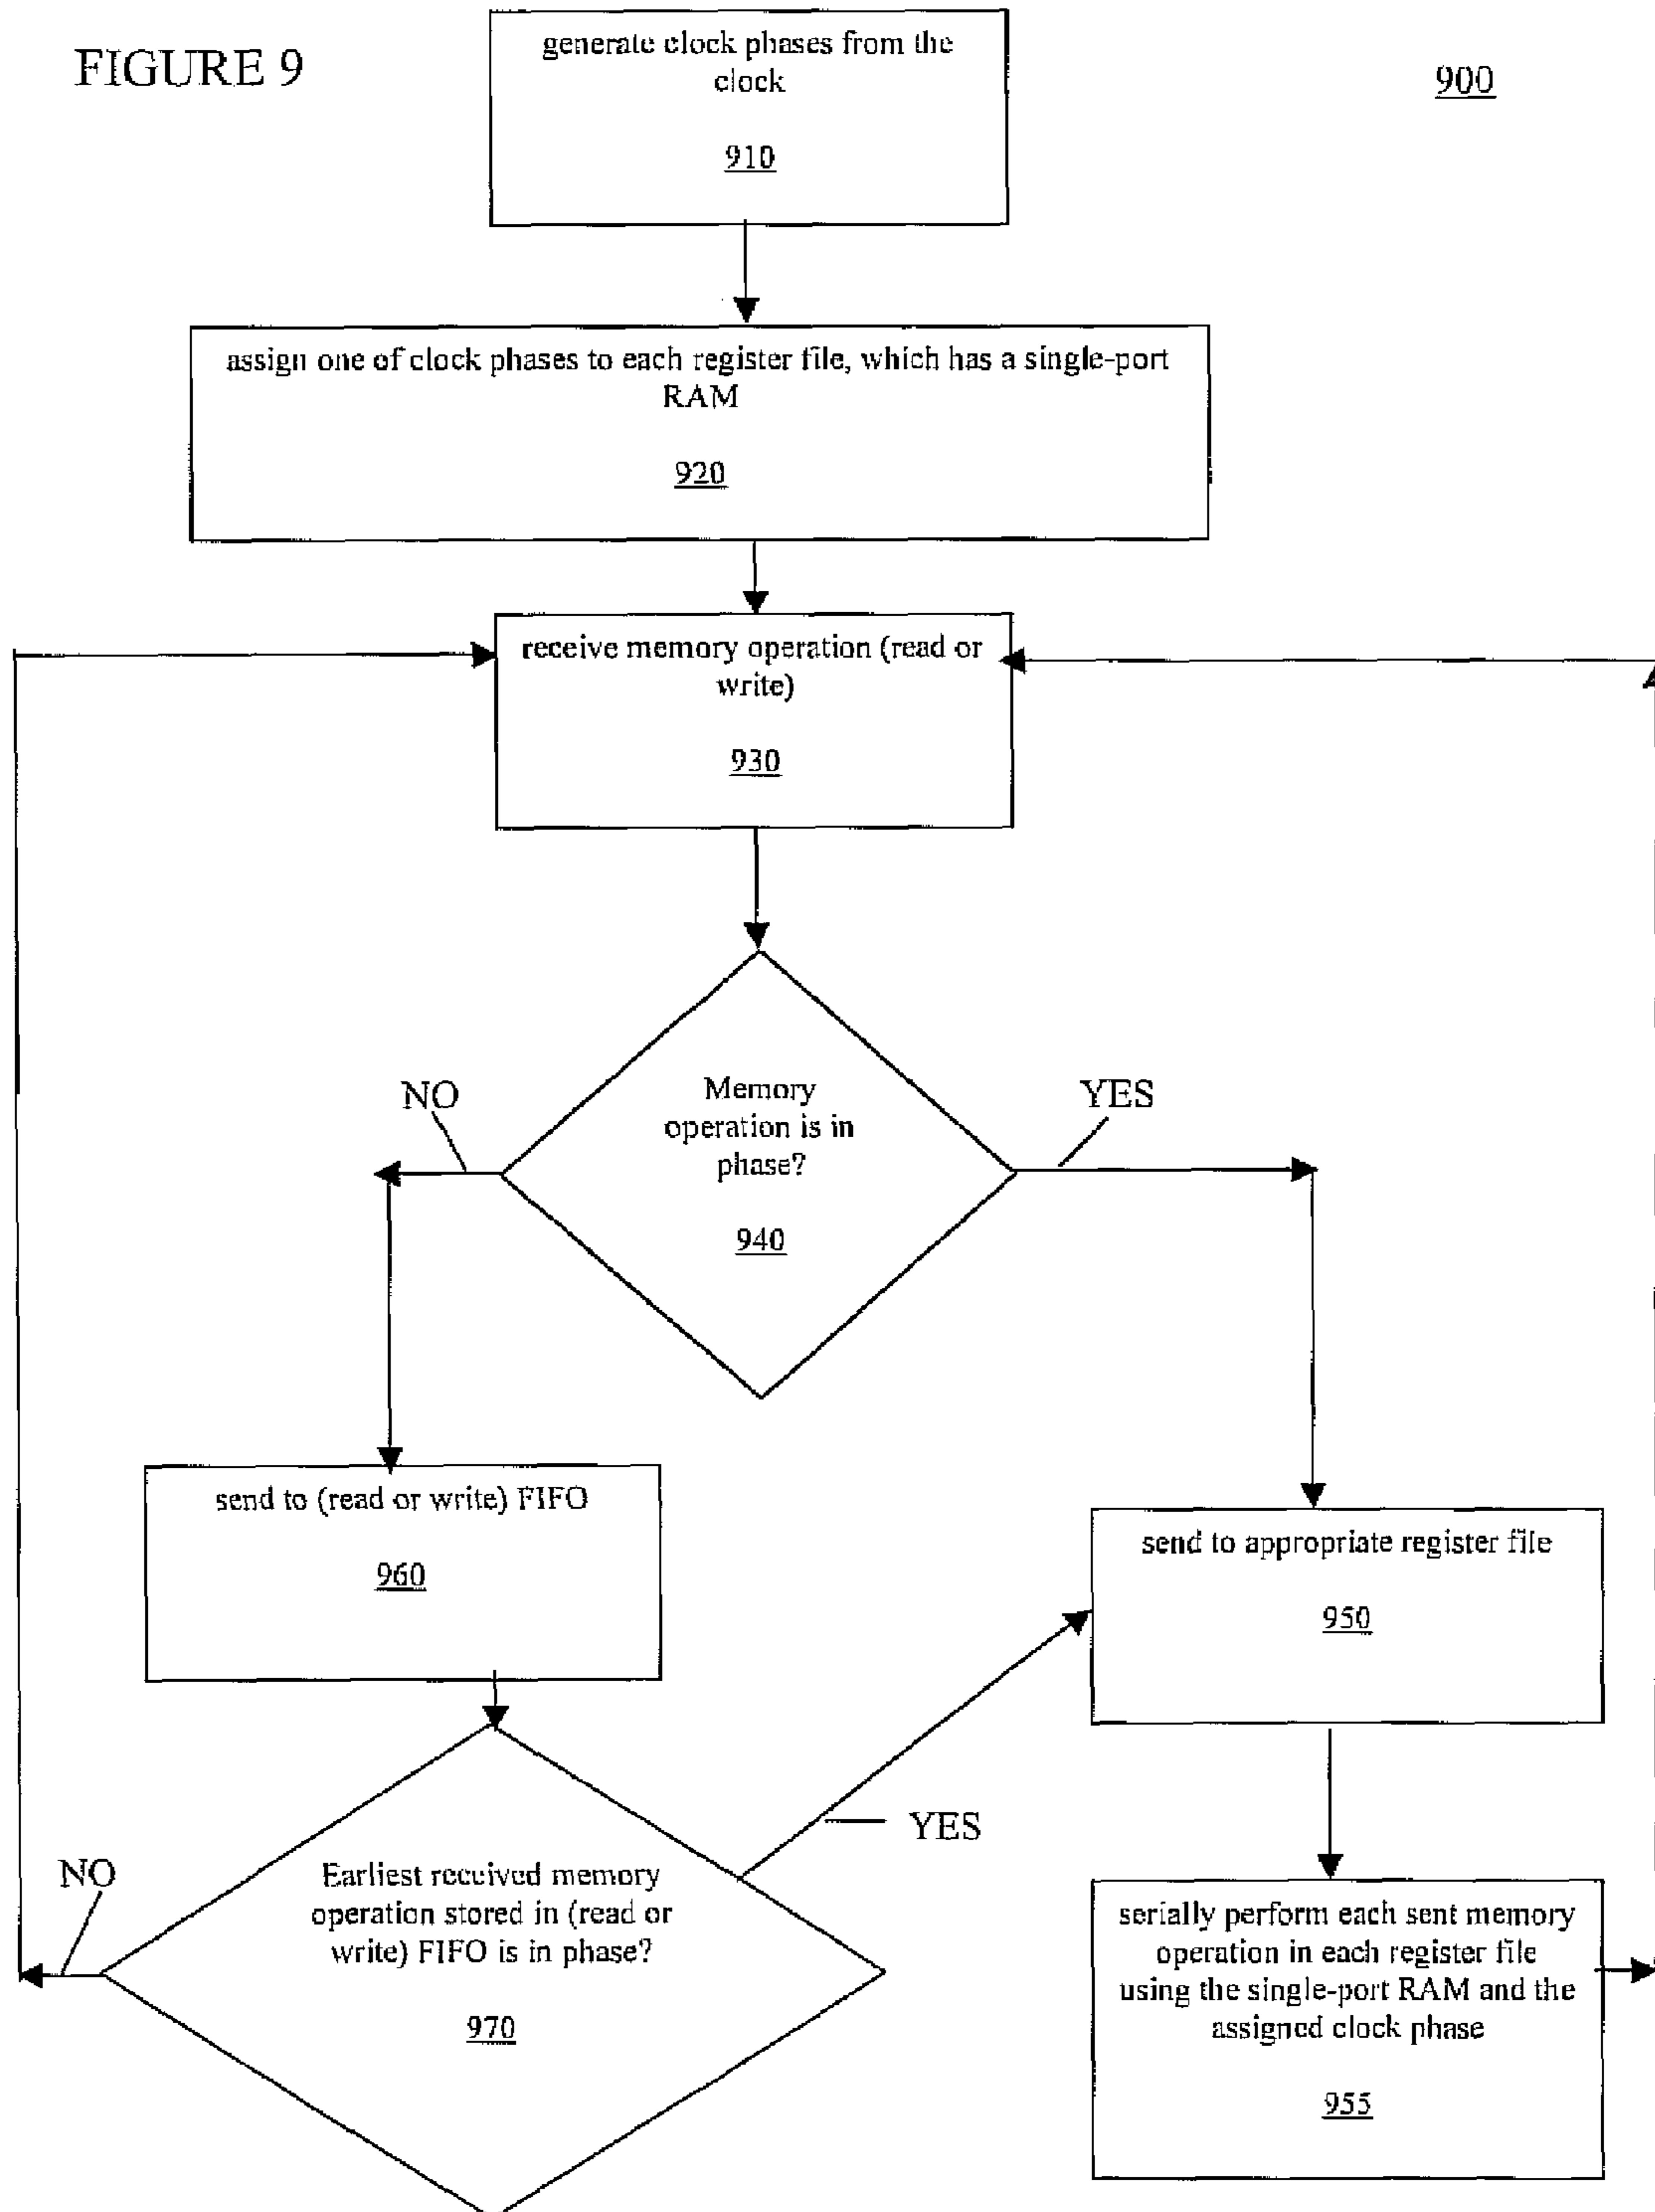 FIGURE 9
900
generate clock phases from the
clock
910
assign one of clock phases to each register file, which has a single-port
RAM
920
receive memory operation (read or
write)
930
NO
YES
Memory
operation is in
phase?
940
send to (read or write) FIFO
960
send to appropriate register file
950
YES
NO
Earliest received memory
operation stored in (read or
write) FIFO is in phase?
970
serially perform each sent memory
operation in each register file
using the single-port RAM and the
assigned clock phase
955